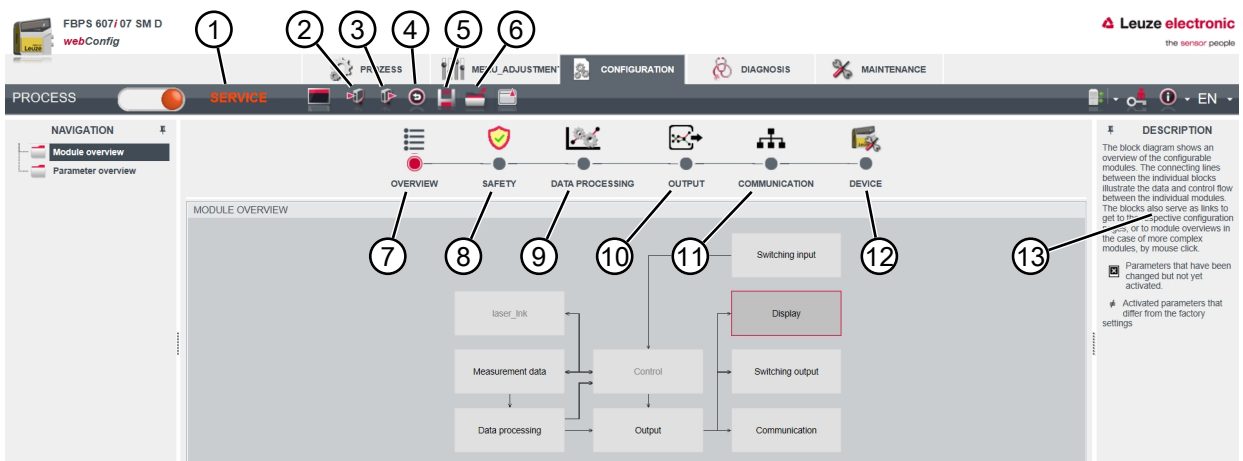 FBPS 607i 07 SM D
webConfig
Leuze
Leuze electronic
the sensor people
1
2
3
4
5
6
PROZESS
MENU_ADJUSTMENT
CONFIGURATION
DIAGNOSIS
MAINTENANCE
PROCESS
SERVICE
EN
NAVIGATION
Module overview
Parameter overview
OVERVIEW
SAFETY
DATA PROCESSING
OUTPUT
COMMUNICATION
DEVICE
7
8
9
10
11
12
13
MODULE OVERVIEW
Switching input
laser_lnk
Display
Measurement data
Control
Switching output
Data processing
Output
Communication
DESCRIPTION
The block diagram shows an
overview of the configurable
modules. The connecting lines
between the individual blocks
illustrate the data and control flow
between the individual modules.
The blocks also serve as links to
get to the respective configuration
pages, or to module overviews in
the case of more complex
modules, by mouse click.
Parameters that have been
changed but not yet
activated.
≠ Activated parameters that
differ from the factory
settings